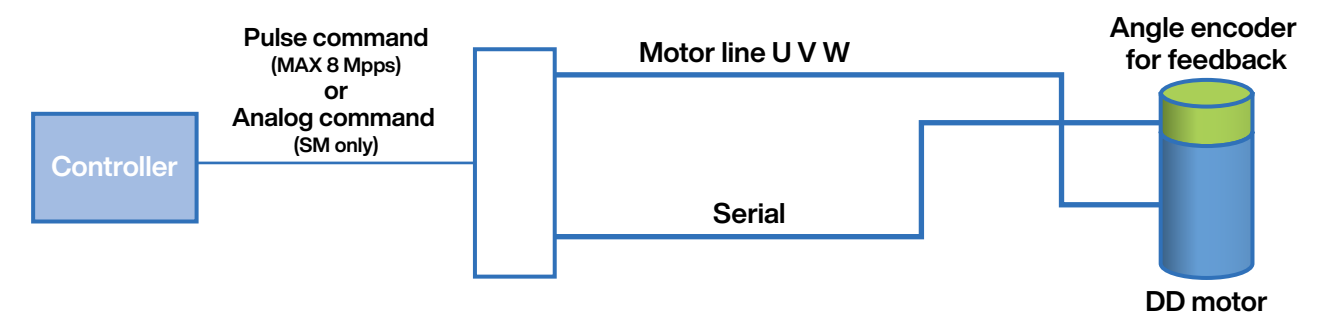 Pulse command
(MAX 8 Mpps)
or
Analog command
(SM only)
Controller
Motor line U V W
Serial
Angle encoder
for feedback
DD motor